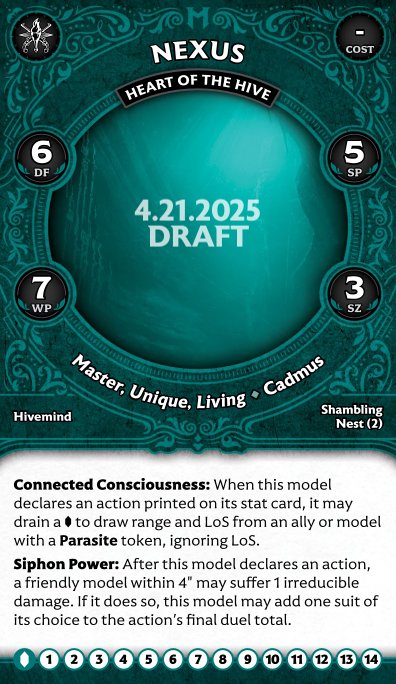 NEXUS
-
COST
HEART OF THE HIVE
6
DF
5
SP
4.21.2025
DRAFT
7
WP
3
SZ
Master, Unique, Living ◆ Cadmus
Hivemind
Shambling
Nest (2)
Connected Consciousness: When this model
declares an action printed on its stat card, it may
drain a ⬮ to draw range and LoS from an ally or model
with a Parasite token, ignoring LoS.
Siphon Power: After this model declares an action,
a friendly model within 4" may suffer 1 irreducible
damage. If it does so, this model may add one suit of
its choice to the action's final duel total.
1 2 3 4 5 6 7 8 9 10 11 12 13 14